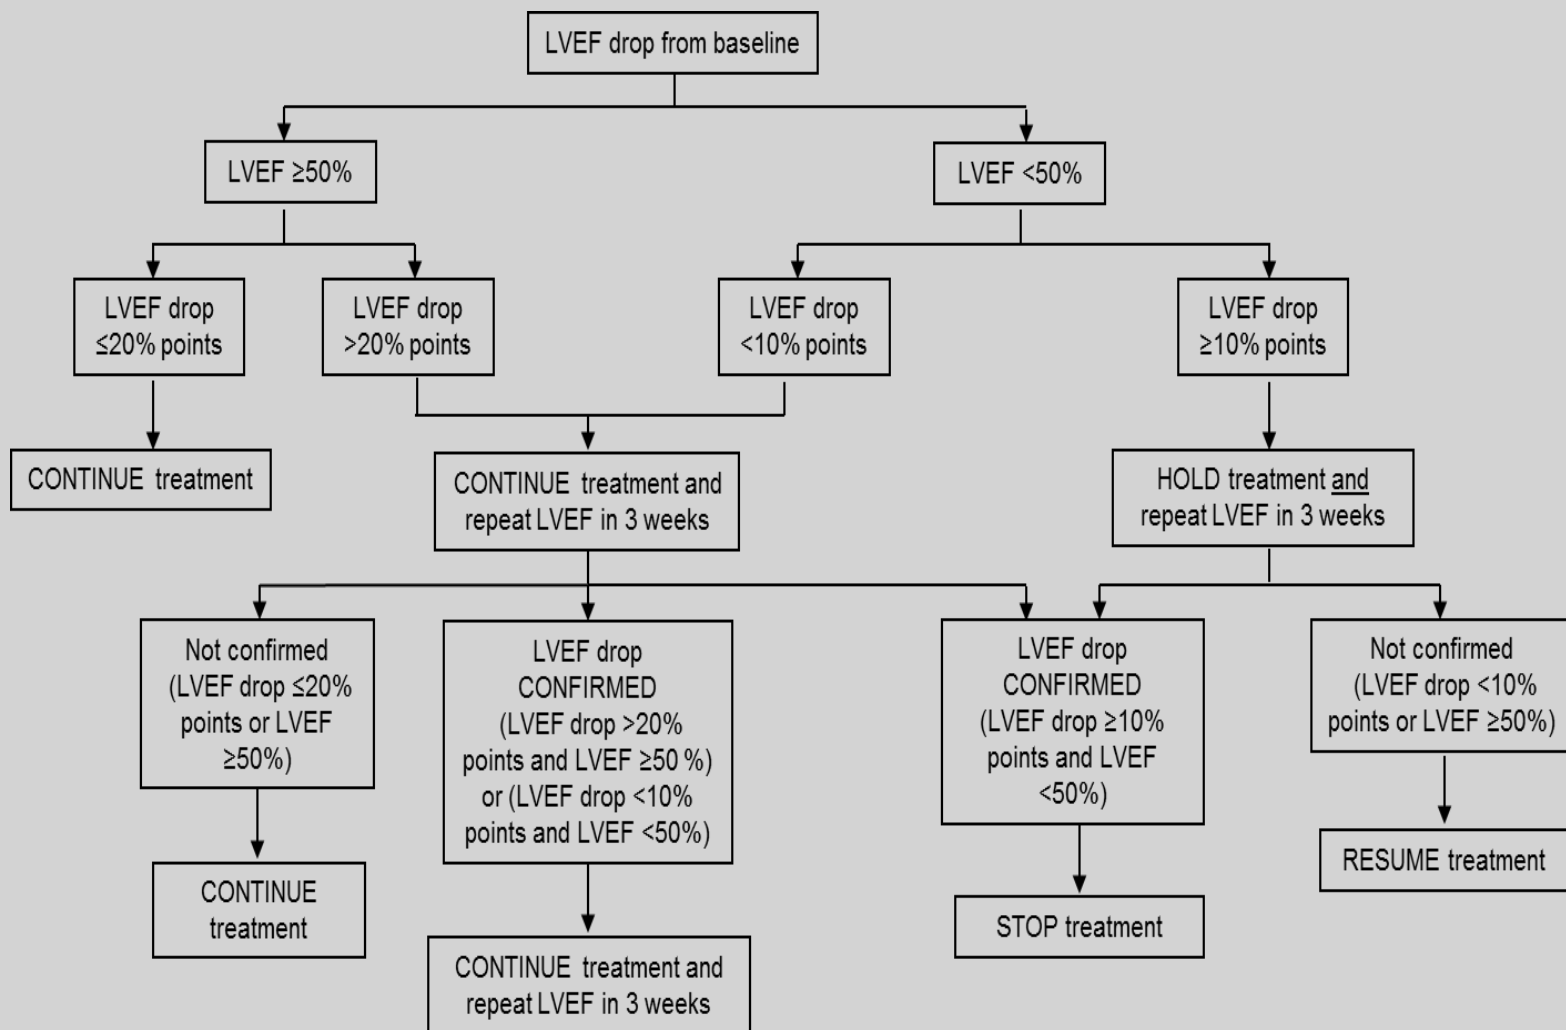 LVEF drop from baseline
LVEF ≥50%
LVEF <50%
LVEF drop
≤20% points
LVEF drop
>20% points
LVEF drop
<10% points
LVEF drop
≥10% points
CONTINUE treatment
CONTINUE treatment and
repeat LVEF in 3 weeks
HOLD treatment and
repeat LVEF in 3 weeks
Not confirmed
(LVEF drop ≤20%
points or LVEF
≥50%)
LVEF drop
CONFIRMED
(LVEF drop >20%
points and LVEF ≥50 %)
or (LVEF drop <10%
points and LVEF <50%)
LVEF drop
CONFIRMED
(LVEF drop ≥10%
points and LVEF
<50%)
Not confirmed
(LVEF drop <10%
points or LVEF ≥50%)
CONTINUE
treatment
CONTINUE treatment and
repeat LVEF in 3 weeks
STOP treatment
RESUME treatment